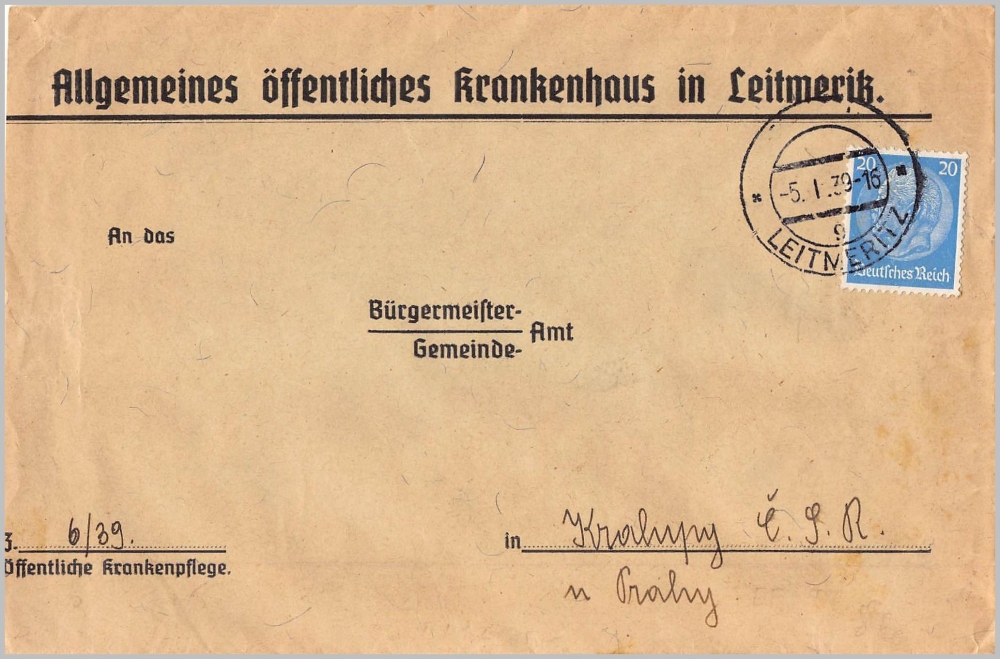 Allgemeines öffentliches Krankenhaus in Leitmeritz.
-5. I .39-16
9
LEITMERITZ
20 20
Deutsches Reich
An das
Bürgermeister-
Gemeinde-
Amt
Z. 6/39.
Öffentliche Krankenpflege.
in Kralupy Č. S. R.
u Prahy